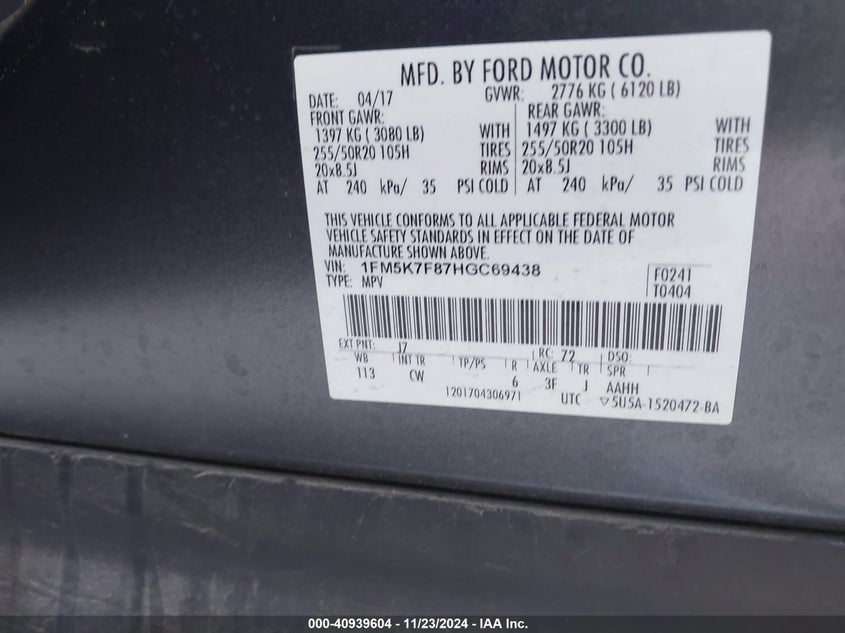 MFD. BY FORD MOTOR CO.
DATE: 04/17 GVWR: 2776 KG ( 6120 LB)
FRONT GAWR: REAR GAWR:
1397 KG ( 3080 LB) WITH 1497 KG ( 3300 LB) WITH
255/50R20 105H TIRES 255/50R20 105H TIRES
20x8.5J RIMS 20x8.5J RIMS
AT 240 kPa/ 35 PSI COLD AT 240 kPa/ 35 PSI COLD
THIS VEHICLE CONFORMS TO ALL APPLICABLE FEDERAL MOTOR
VEHICLE SAFETY STANDARDS IN EFFECT ON THE DATE OF
MANUFACTURE SHOWN ABOVE.
VIN: 1FM5K7F87HGC69438 F0241
TYPE: MPV T0404
EXT PNT: J7 RC: 72 DSO:
WB INT TR TP/PS R AXLE TR SPR
113 CW 6 3F J AAHH
1201704306971 UTC ▽5U5A-1520472-BA
000-40939604 - 11/23/2024 - IAA Inc.